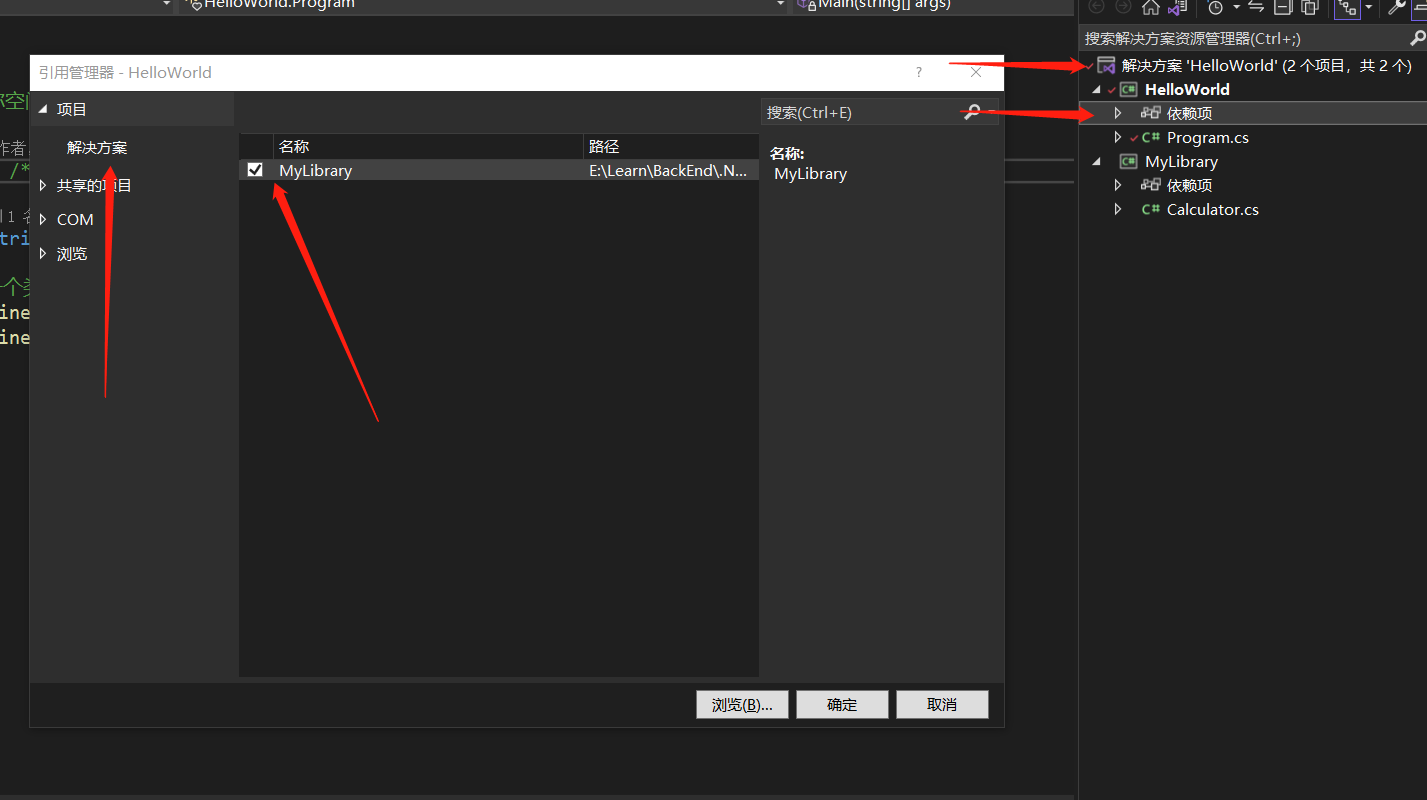 HelloWorld.Program
Main(string[] args)
作者
/*
tri
ine
ine
引用管理器 - HelloWorld
?
项目
解决方案
共享的项目
COM
浏览
名称 路径
MyLibrary E:\Learn\BackEnd\.N...
搜索(Ctrl+E)
名称:
MyLibrary
浏览(B)... 确定 取消
搜索解决方案资源管理器(Ctrl+;)
解决方案 'HelloWorld' (2 个项目，共 2 个)
C# HelloWorld
依赖项
C# Program.cs
C# MyLibrary
依赖项
C# Calculator.cs